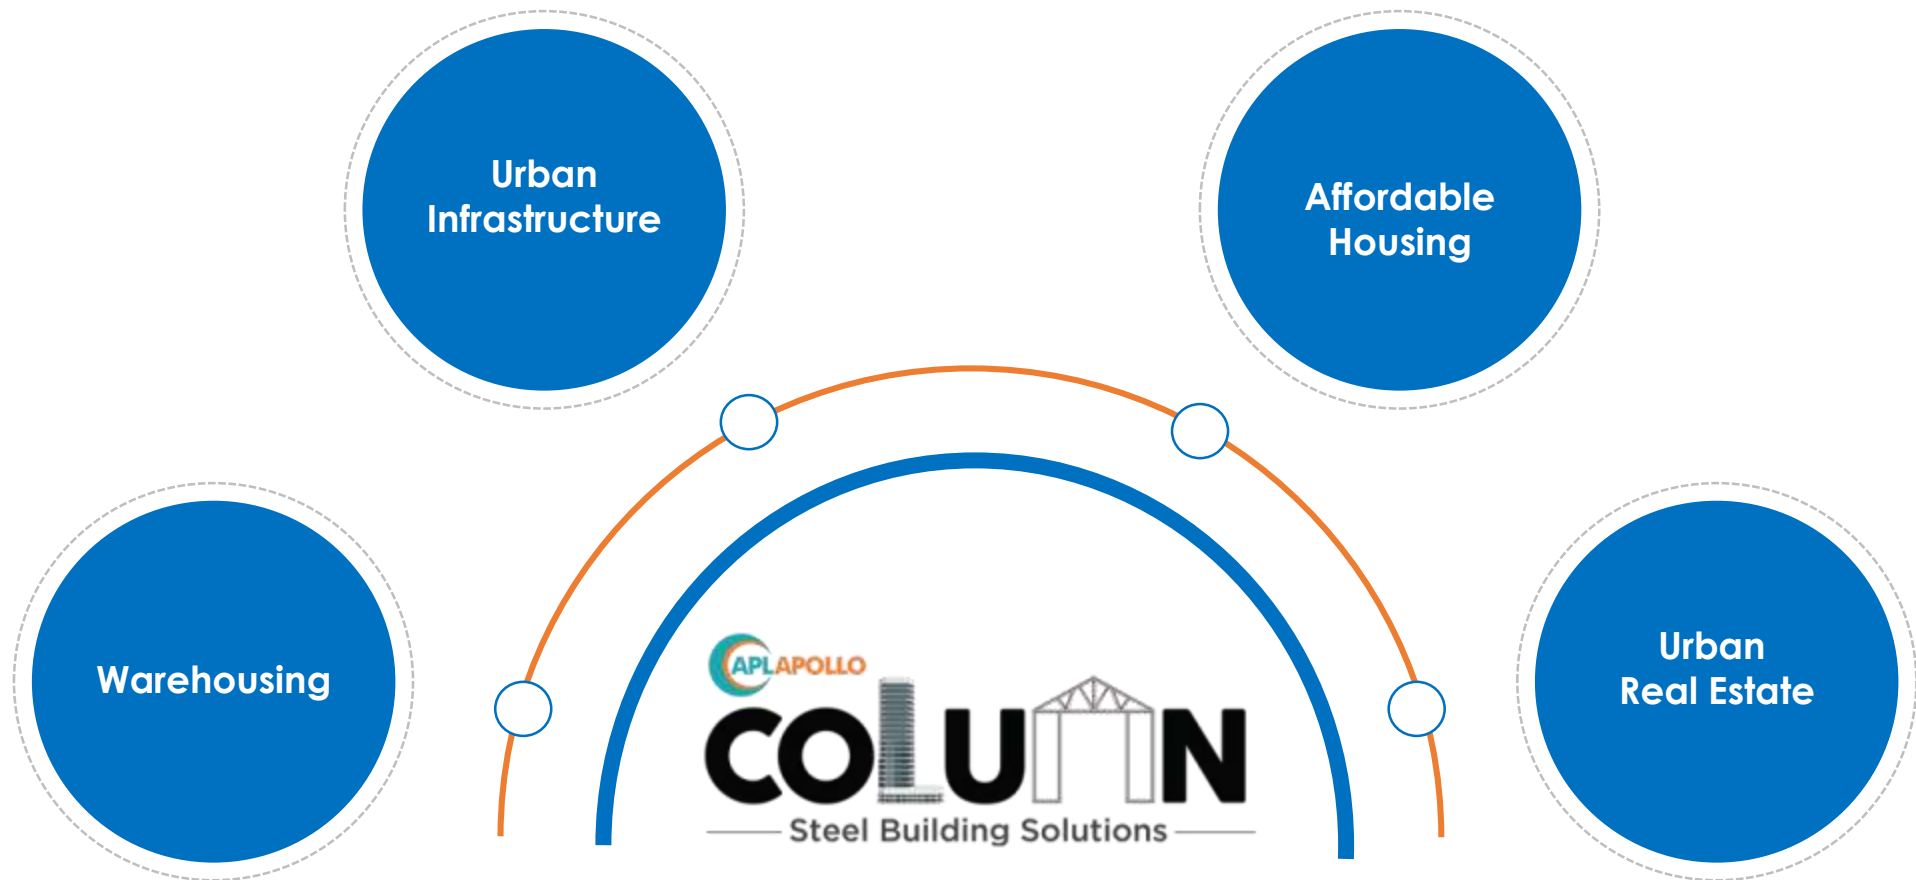 Urban
Infrastructure
Affordable
Housing
Warehousing
Urban
Real Estate
APL APOLLO
COLUMN
Steel Building Solutions